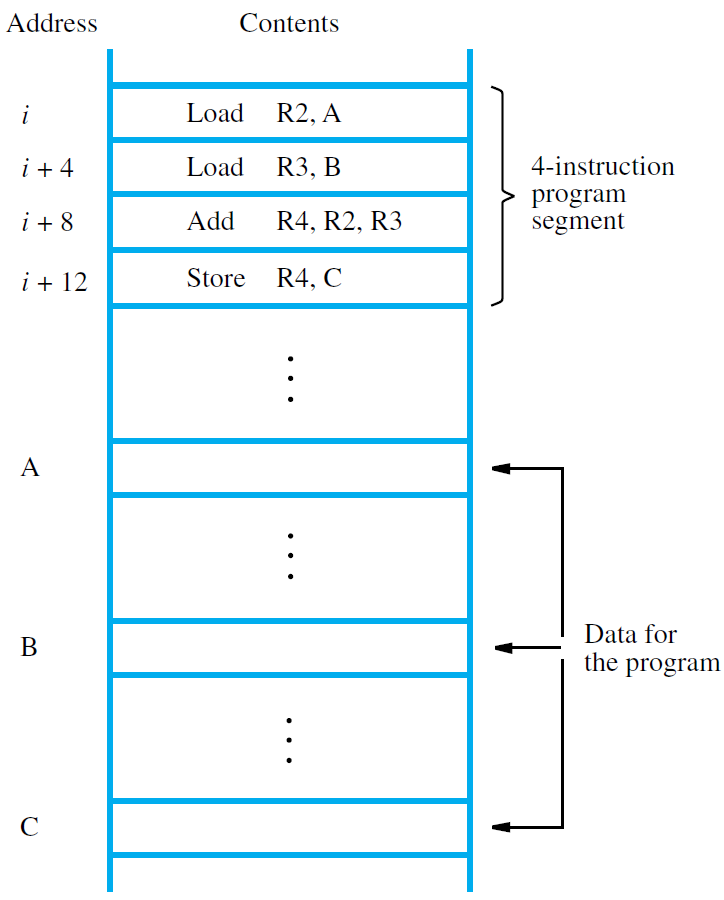 Address Contents
i Load R2, A
i + 4 Load R3, B
i + 8 Add R4, R2, R3
i + 12 Store R4, C
4-instruction
program
segment
A
B
C
Data for
the program